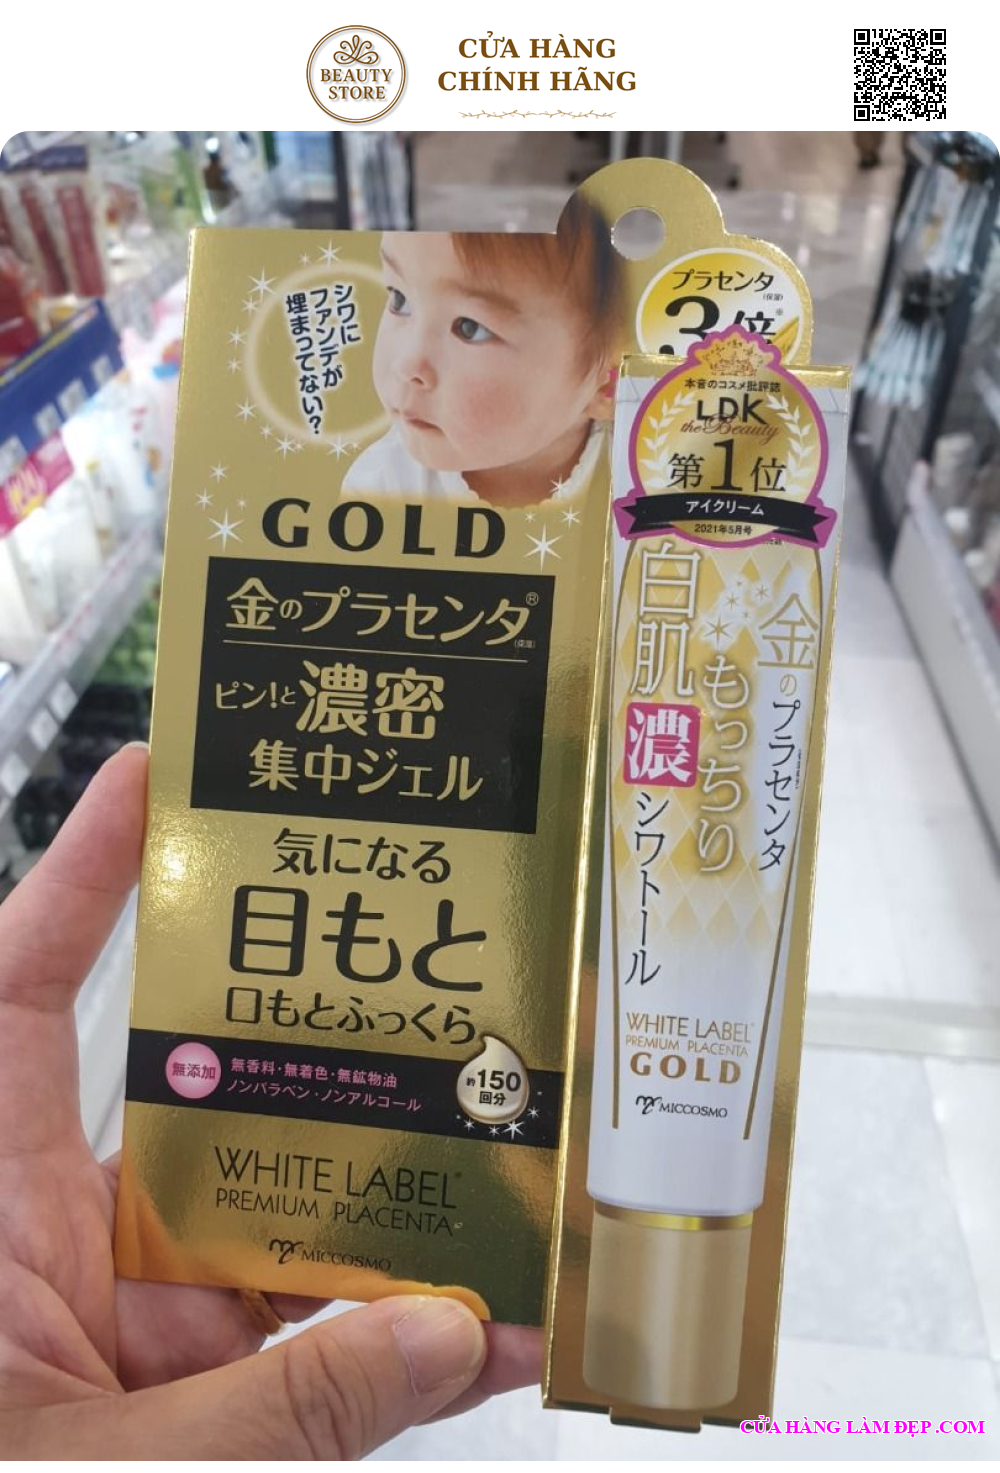 BEAUTY
STORE
CỬA HÀNG
CHÍNH HÃNG
シワに
ファンデが
埋まってない?
プラセンタ
(保湿)
3倍
※
本音のコスメ批評誌
LDK
the Beauty
第1位
アイクリーム
2021年5月号
GOLD
金のプラセンタ®
(保湿)
ピン!と濃密
集中ジェル
気になる
目もと
口もとふっくら
無添加
無香料・無着色・無鉱物油
ノンパラベン・ノンアルコール
約150
回分
WHITE LABEL
PREMIUM PLACENTA
MICCOSMO
金のプラセンタ
もっちり
白肌濃シワトール
WHITE LABEL
PREMIUM PLACENTA
GOLD
MICCOSMO
CỬA HÀNG LÀM ĐẸP .COM